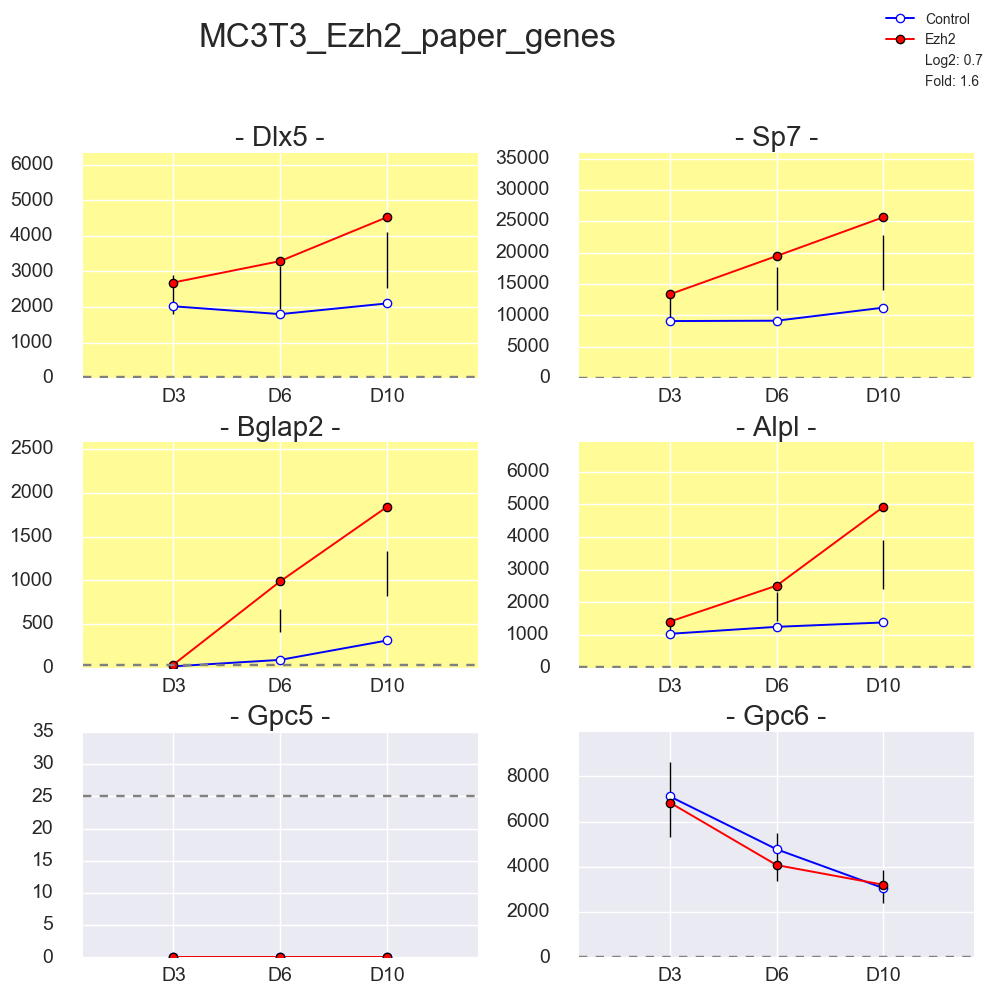 MC3T3_Ezh2_paper_genes
Control
Ezh2
Log2: 0.7
Fold: 1.6
- Dlx5 -
6000
5000
4000
3000
2000
1000
0
D3 D6 D10
- Sp7 -
35000
30000
25000
20000
15000
10000
5000
0
D3 D6 D10
- Bglap2 -
2500
2000
1500
1000
500
0
D3 D6 D10
- Alpl -
6000
5000
4000
3000
2000
1000
0
D3 D6 D10
- Gpc5 -
35
30
25
20
15
10
5
0
D3 D6 D10
- Gpc6 -
8000
6000
4000
2000
0
D3 D6 D10